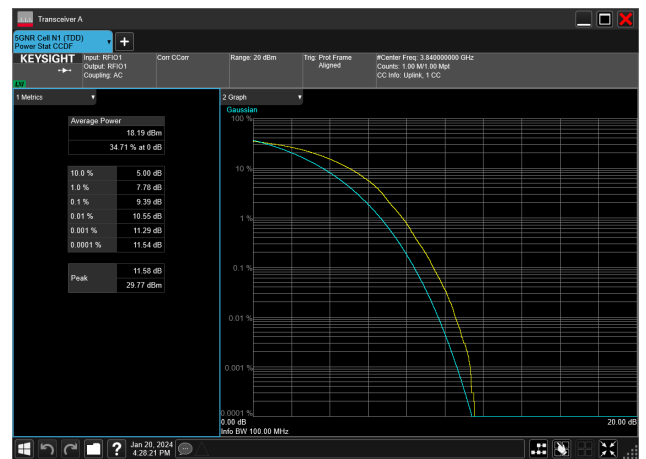 Transceiver A
5GNR Cell N1 (TDD)
Power Stat CCDF
KEYSIGHT
Input: RFIO1
Output: RFIO1
Coupling: AC
Corr CCorr
Range: 20 dBm
Trig: Prot Frame
Aligned
#Center Freq: 3.840000000 GHz
Counts: 1.00 M/1.00 Mpt
CC Info: Uplink, 1 CC
1 Metrics
Average Power
18.19 dBm
34.71 % at 0 dB
10.0 % 5.00 dB
1.0 % 7.78 dB
0.1 % 9.39 dB
0.01 % 10.55 dB
0.001 % 11.29 dB
0.0001 % 11.54 dB
Peak
11.58 dB
29.77 dBm
2 Graph
Gaussian
100 %
10 %
1 %
0.1 %
0.01 %
0.001 %
0.0001 %
0.00 dB
20.00 dB
Info BW 100.00 MHz
Jan 20, 2024
4:28:21 PM